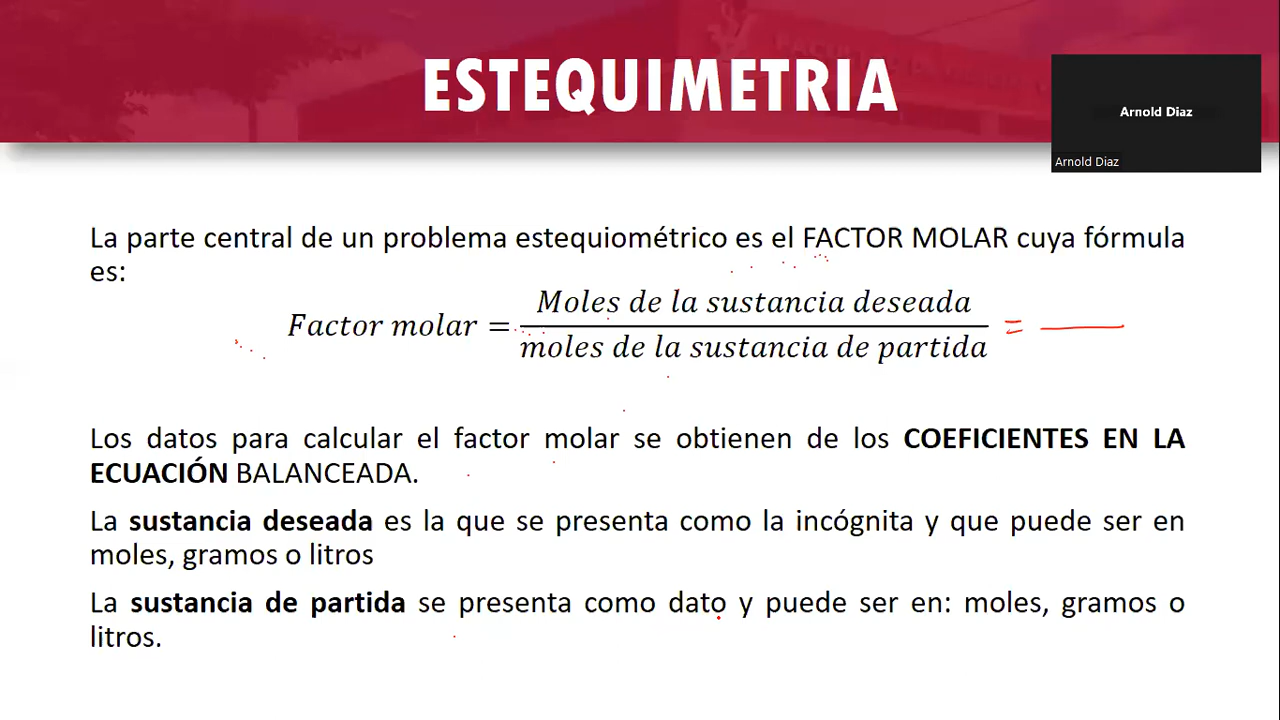 ESTEQUIMETRIA
Arnold Diaz
Arnold Diaz
La parte central de un problema estequiométrico es el FACTOR MOLAR cuya fórmula
es:
Factor molar = Moles de la sustancia deseada
moles de la sustancia de partida =
Los datos para calcular el factor molar se obtienen de los COEFICIENTES EN LA
ECUACIÓN BALANCEADA.
La sustancia deseada es la que se presenta como la incógnita y que puede ser en
moles, gramos o litros
La sustancia de partida se presenta como dato y puede ser en: moles, gramos o
litros.